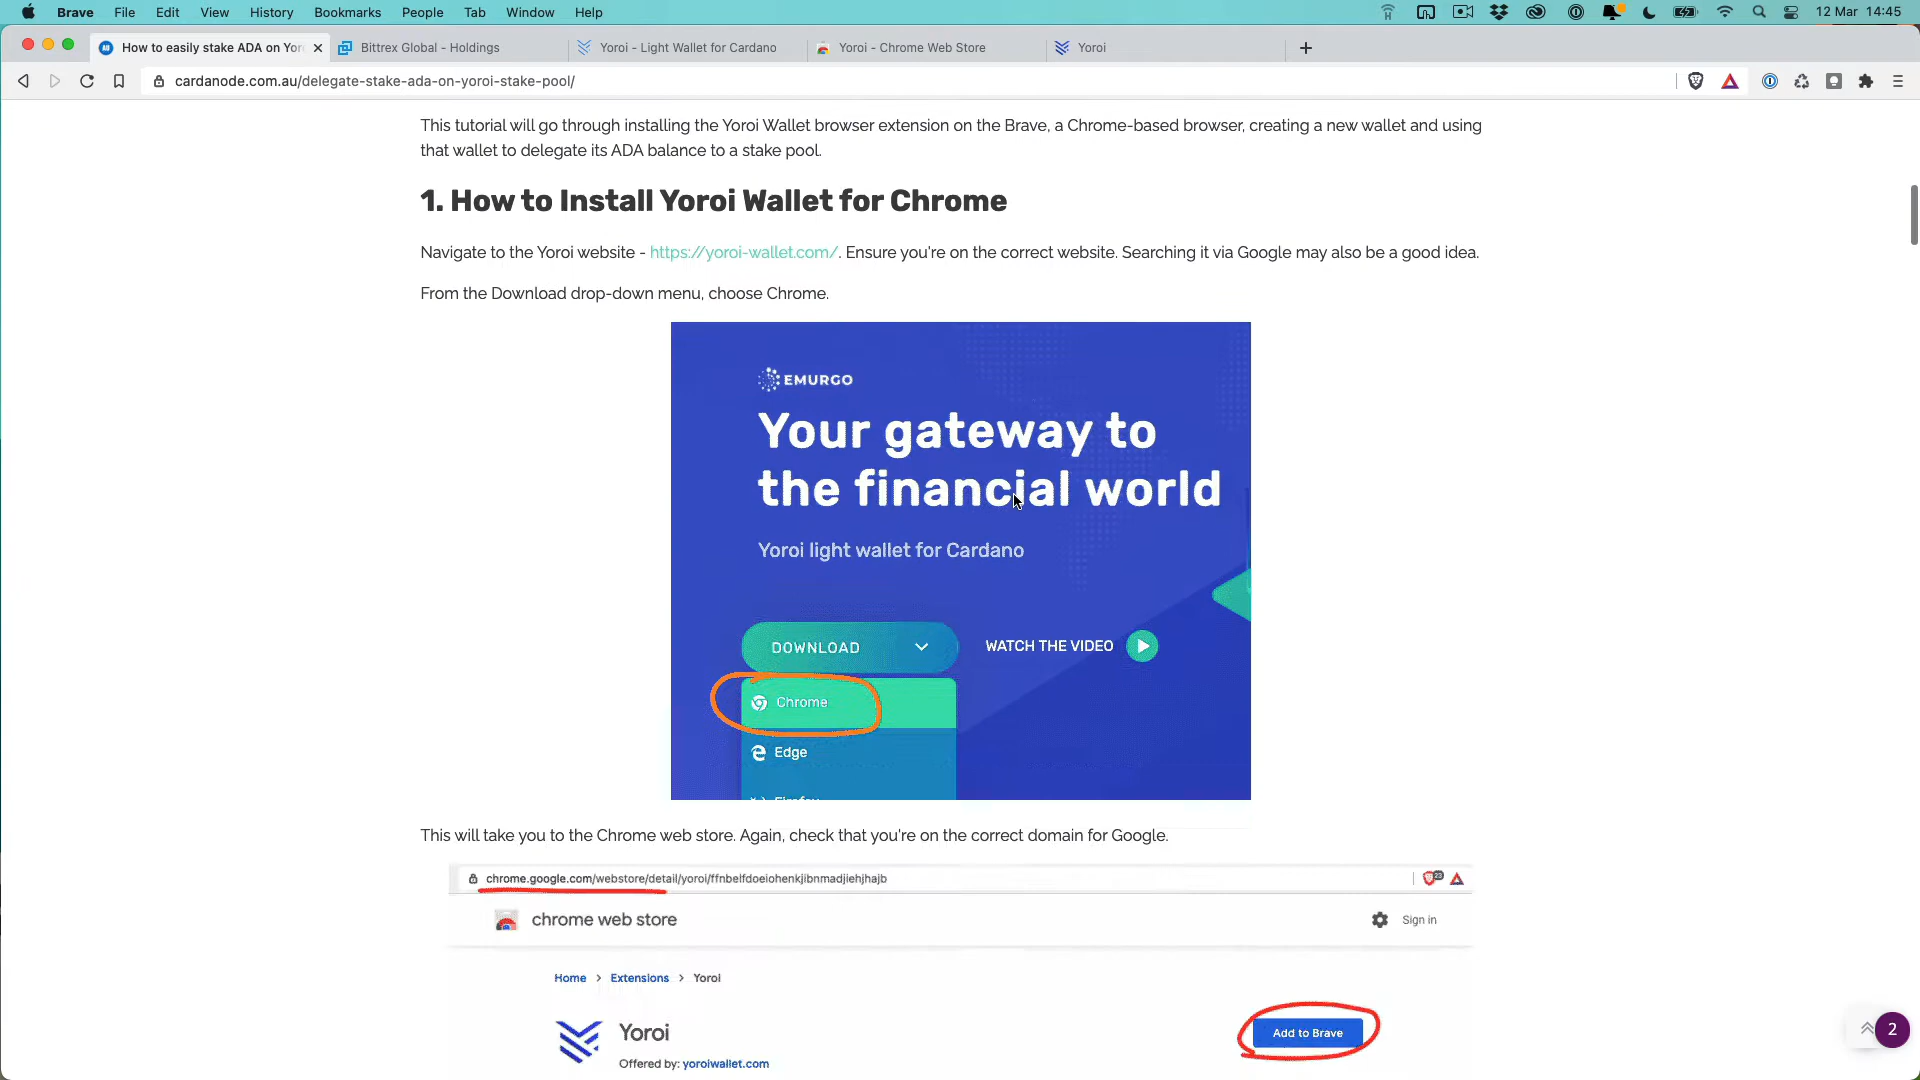 Brave File Edit View History Bookmarks People Tab Window Help 12 Mar 14:45
How to easily stake ADA on Yor Bittrex Global - Holdings Yoroi - Light Wallet for Cardano Yoroi - Chrome Web Store Yoroi
cardanode.com.au/delegate-stake-ada-on-yoroi-stake-pool/
This tutorial will go through installing the Yoroi Wallet browser extension on the Brave, a Chrome-based browser, creating a new wallet and using
that wallet to delegate its ADA balance to a stake pool.
1. How to Install Yoroi Wallet for Chrome
Navigate to the Yoroi website - https://yoroi-wallet.com/. Ensure you're on the correct website. Searching it via Google may also be a good idea.
From the Download drop-down menu, choose Chrome.
EMURGO
Your gateway to
the financial world
Yoroi light wallet for Cardano
DOWNLOAD WATCH THE VIDEO
Chrome
Edge
Firefox
This will take you to the Chrome web store. Again, check that you're on the correct domain for Google.
chrome.google.com/webstore/detail/yoroi/ffnbelfdoeiohenkjibnmadjiehjhajb 23
chrome web store Sign in
Home > Extensions > Yoroi
Yoroi Add to Brave
Offered by: yoroiwallet.com
2